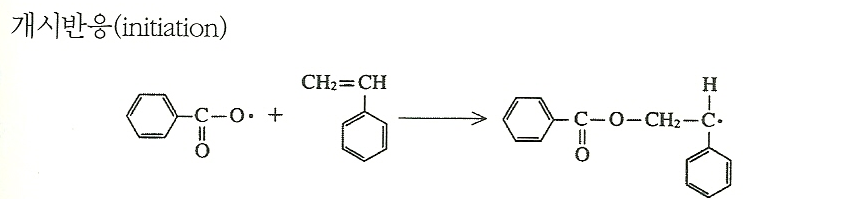 개시반응(initiation)
C—O• + CH₂=CH → C—O—CH₂—C•
O
O
H